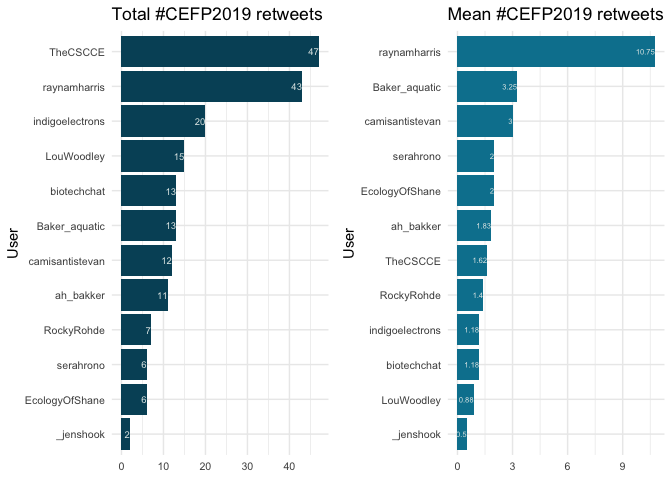 Total #CEFP2019 retweets
User
TheCSCCE 47
raynamharris 43
indigoelectrons 20
LouWoodley 15
biotechchat 13
Baker_aquatic 13
camisantistevan 12
ah_bakker 11
RockyRohde 7
serahrono 6
EcologyOfShane 6
_jenshook 2
0 10 20 30 40
Mean #CEFP2019 retweets
User
raynamharris 10.75
Baker_aquatic 3.25
camisantistevan 3
serahrono 2
EcologyOfShane 2
ah_bakker 1.83
TheCSCCE 1.62
RockyRohde 1.4
indigoelectrons 1.18
biotechchat 1.18
LouWoodley 0.88
_jenshook 0.5
0 3 6 9